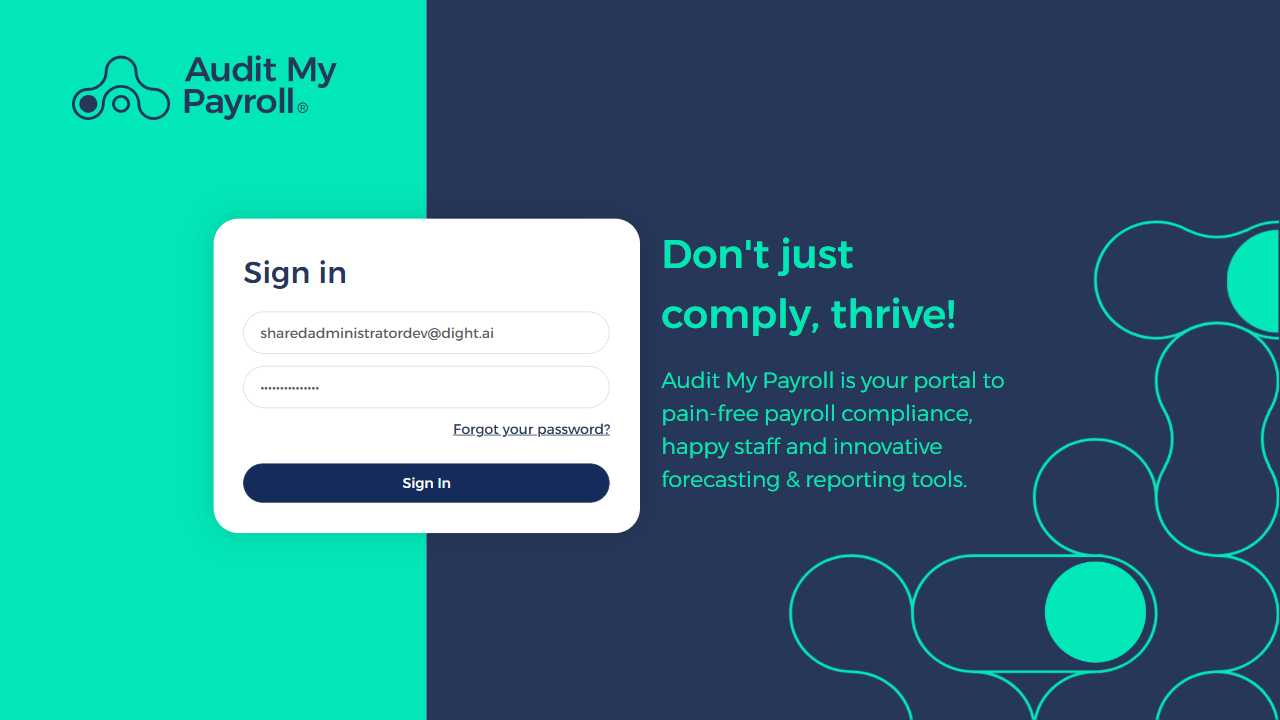 Audit My
Payroll®
Sign in
sharedadministratordev@dight.ai
•••••••••••••••
Forgot your password?
Sign In
Don't just
comply, thrive!
Audit My Payroll is your portal to
pain-free payroll compliance,
happy staff and innovative
forecasting & reporting tools.